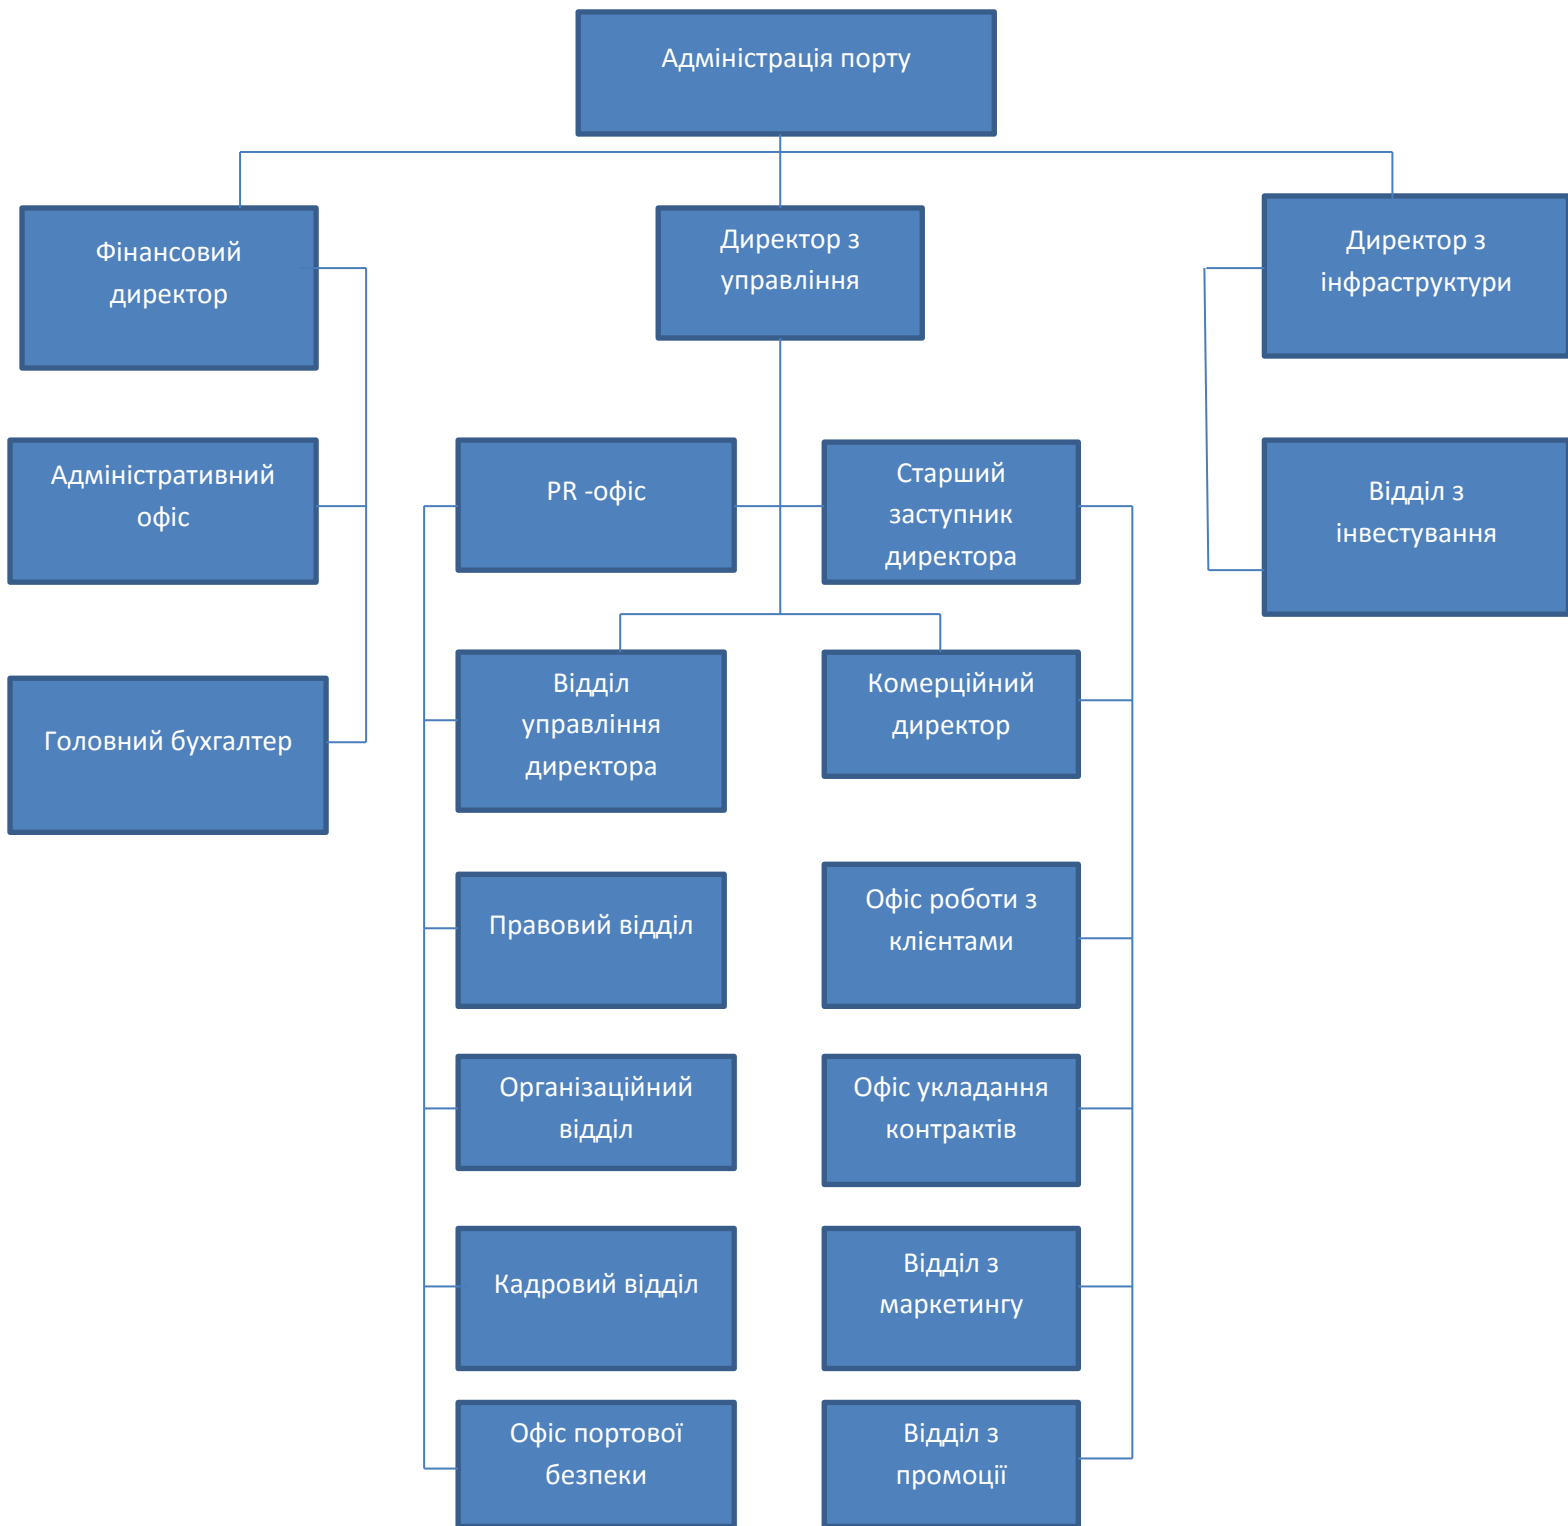 Адміністрація порту
Фінансовий
директор
Директор з
управління
Директор з
інфраструктури
Адміністративний
офіс
PR -офіс
Старший
заступник
директора
Відділ з
інвестування
Головний бухгалтер
Відділ
управління
директора
Комерційний
директор
Правовий відділ
Офіс роботи з
клієнтами
Організаційний
відділ
Офіс укладання
контрактів
Кадровий відділ
Відділ з
маркетингу
Офіс портової
безпеки
Відділ з
промоції